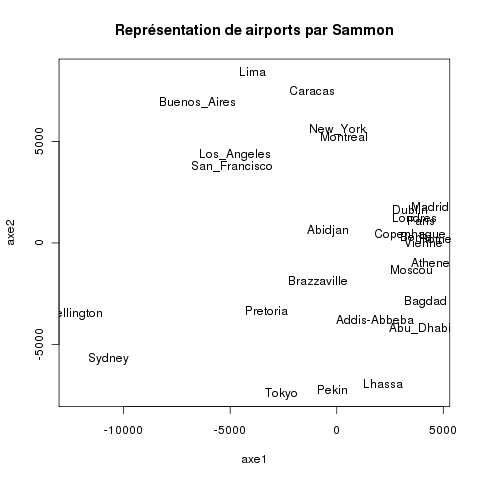 Représentation de airports par Sammon
Lima
Caracas
Buenos_Aires
New_York
Montreal
Los_Angeles
San_Francisco
Madrid
Dublin
Londres
Paris
Abidjan
Copenhague
Rome
Vienne
Athene
Moscou
Brazzaville
Bagdad
Pretoria
ellington
Addis-Abbeba
Abu_Dhabi
Sydney
Lhassa
Pekin
Tokyo
5000
0
-5000
axe2
-10000 -5000 0 5000
axe1